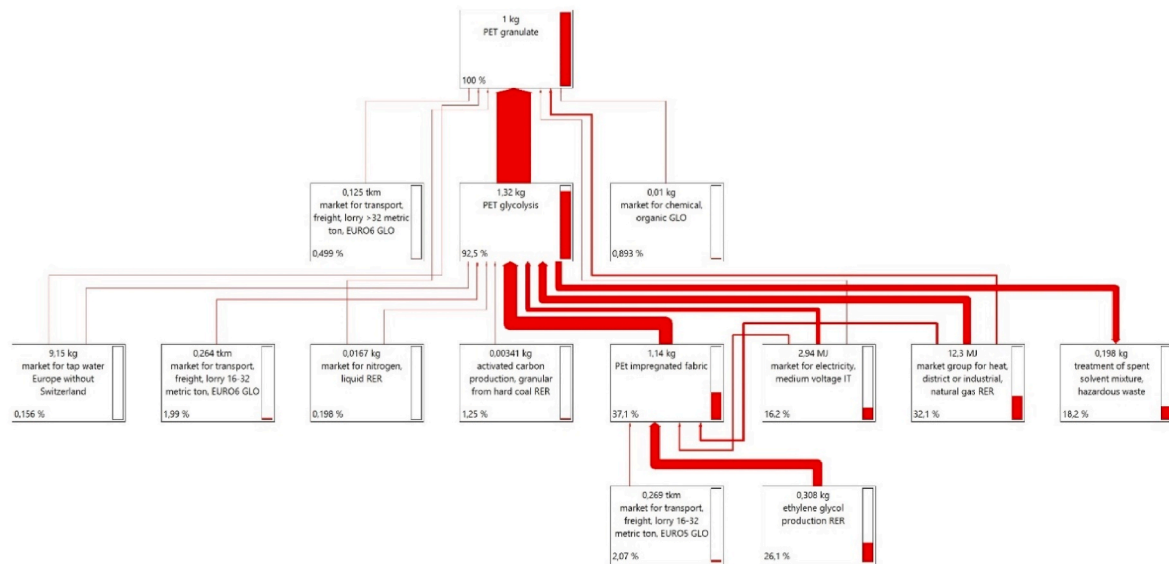 1 kg
PET granulate
100 %
0,125 tkm
market for transport,
freight, lorry >32 metric
ton, EURO6 GLO
0,499 %
1,32 kg
PET glycolysis
92,5 %
0,01 kg
market for chemical,
organic GLO
0,893 %
9,15 kg
market for tap water
Europe without
Switzerland
0,156 %
0,264 tkm
market for transport,
freight, lorry 16-32
metric ton, EURO6 GLO
1,99 %
0,0167 kg
market for nitrogen,
liquid RER
0.198 %
0,00341 kg
activated carbon
production, granular
from hard coal RER
1,25 %
1,14 kg
PEt impregnated fabric
37,1 %
2,94 MJ
market for electricity,
medium voltage IT
16,2 %
12,3 MJ
market group for heat,
district or industrial,
natural gas RER
32,1 %
0,198 kg
treatment of spent
solvent mixture,
hazardous waste
18,2 %
0,269 tkm
market for transport,
freight, lorry 16-32
metric ton, EURO5 GLO
2,07 %
0,308 kg
ethylene glycol
production RER
26,1 %